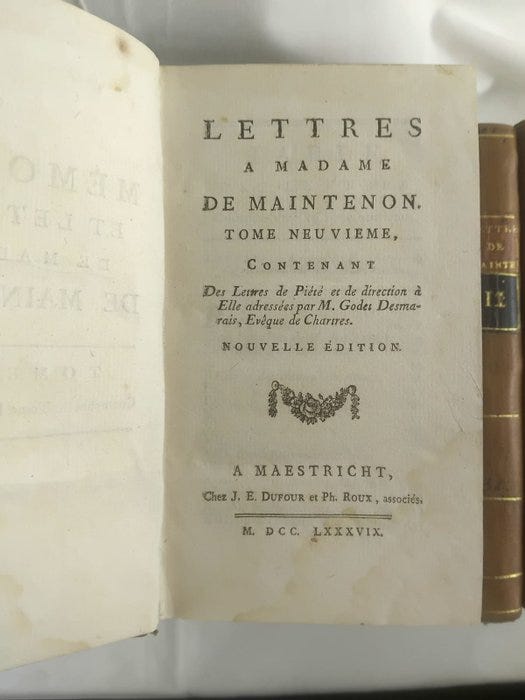 LETTRES
A MADAME
DE MAINTENON.
TOME NEUVIEME,
CONTENANT
Des Lettres de Piété et de direction à
Elle adressées par M. Godet Desma-
rais, Evêque de Chartres.
NOUVELLE ÉDITION.
A MAESTRICHT,
Chez J. E. DUFOUR et PH. ROUX, associés,
M. DCC. LXXXVIX.
DE